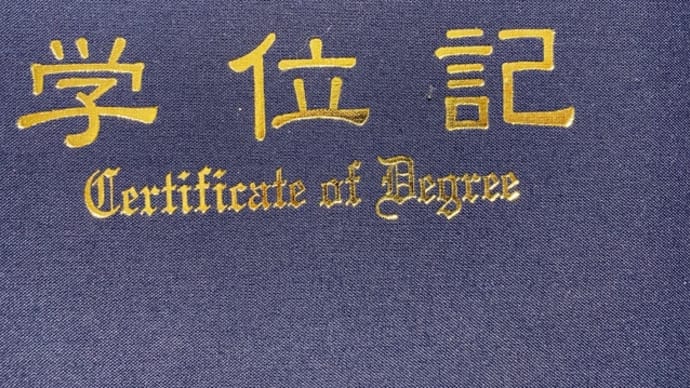 学位記
Certificate of Degree